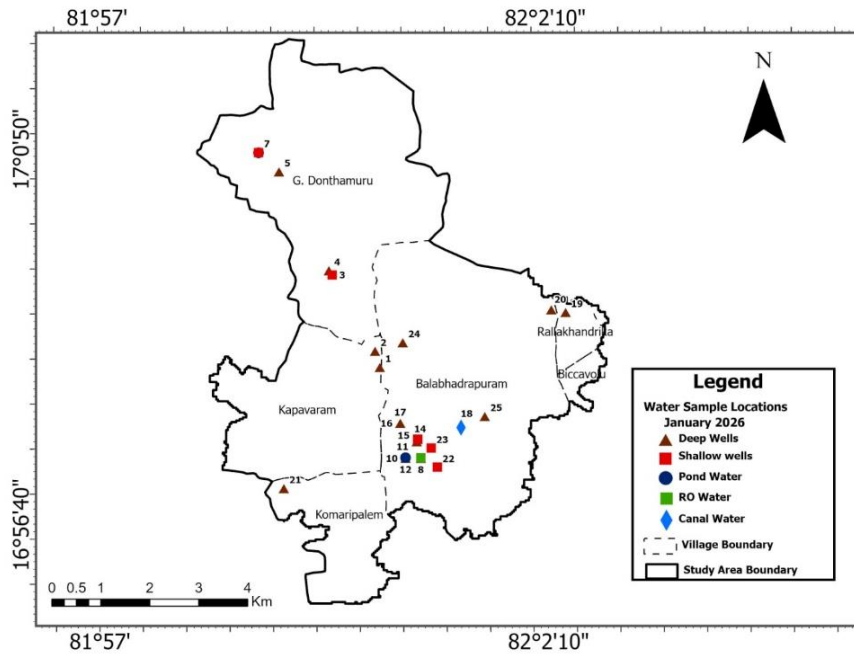 81°57' 82°2'10"
N
17°0'50"
7
5
G. Donthamuru
4
3
20 19
Rallakhandrika
2
24
1
Biccavolu
Balabhadrapuram
Kapavaram
17
14
18
25
16
15
23
11
10
12
8
22
21
Komaripalem
16°56'40"
Legend
Water Sample Locations
January 2026
Deep Wells
Shallow wells
Pond Water
RO Water
Canal Water
Village Boundary
Study Area Boundary
0 0.5 1 2 3 4
Km
81°57' 82°2'10"